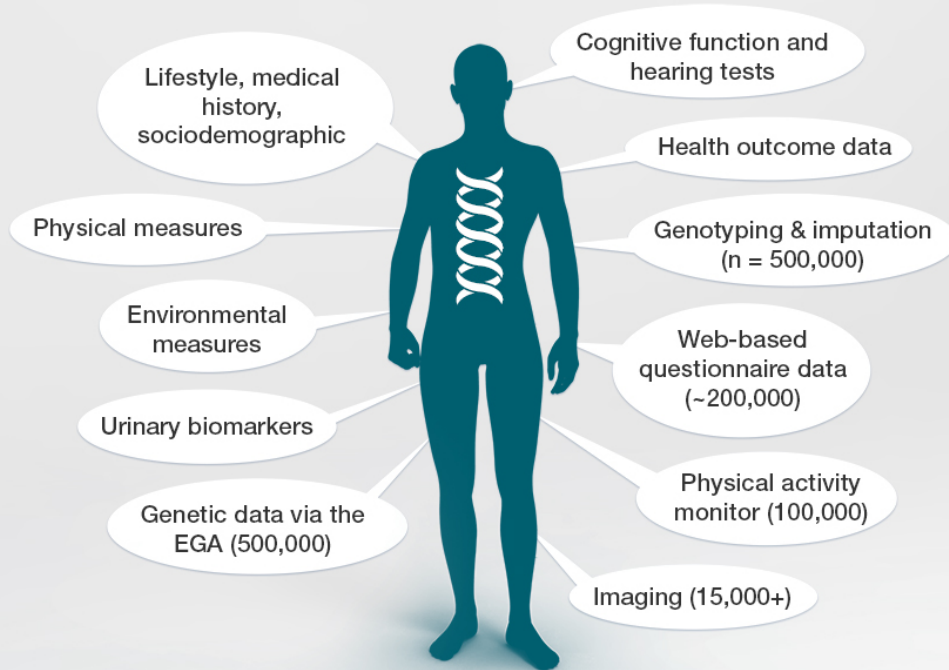 Cognitive function and
hearing tests
Lifestyle, medical
history,
sociodemographic
Health outcome data
Physical measures
Genotyping & imputation
(n = 500,000)
Environmental
measures
Web-based
questionnaire data
(~200,000)
Urinary biomarkers
Physical activity
monitor (100,000)
Genetic data via the
EGA (500,000)
Imaging (15,000+)